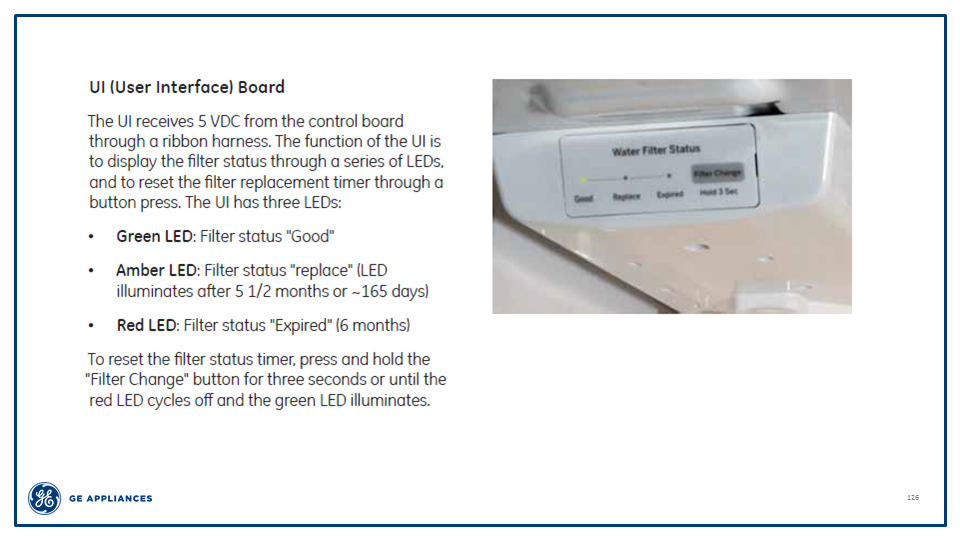 UI (User Interface) Board
The UI receives 5 VDC from the control board
through a ribbon harness. The function of the UI is
to display the filter status through a series of LEDs,
and to reset the filter replacement timer through a
button press. The UI has three LEDs:
• Green LED: Filter status "Good"
• Amber LED: Filter status "replace" (LED
illuminates after 5 1/2 months or ~165 days)
• Red LED: Filter status "Expired" (6 months)
To reset the filter status timer, press and hold the
"Filter Change" button for three seconds or until the
red LED cycles off and the green LED illuminates.
Water Filter Status
Filter Change
Good Replace Expired Hold 3 Sec
GE APPLIANCES
126